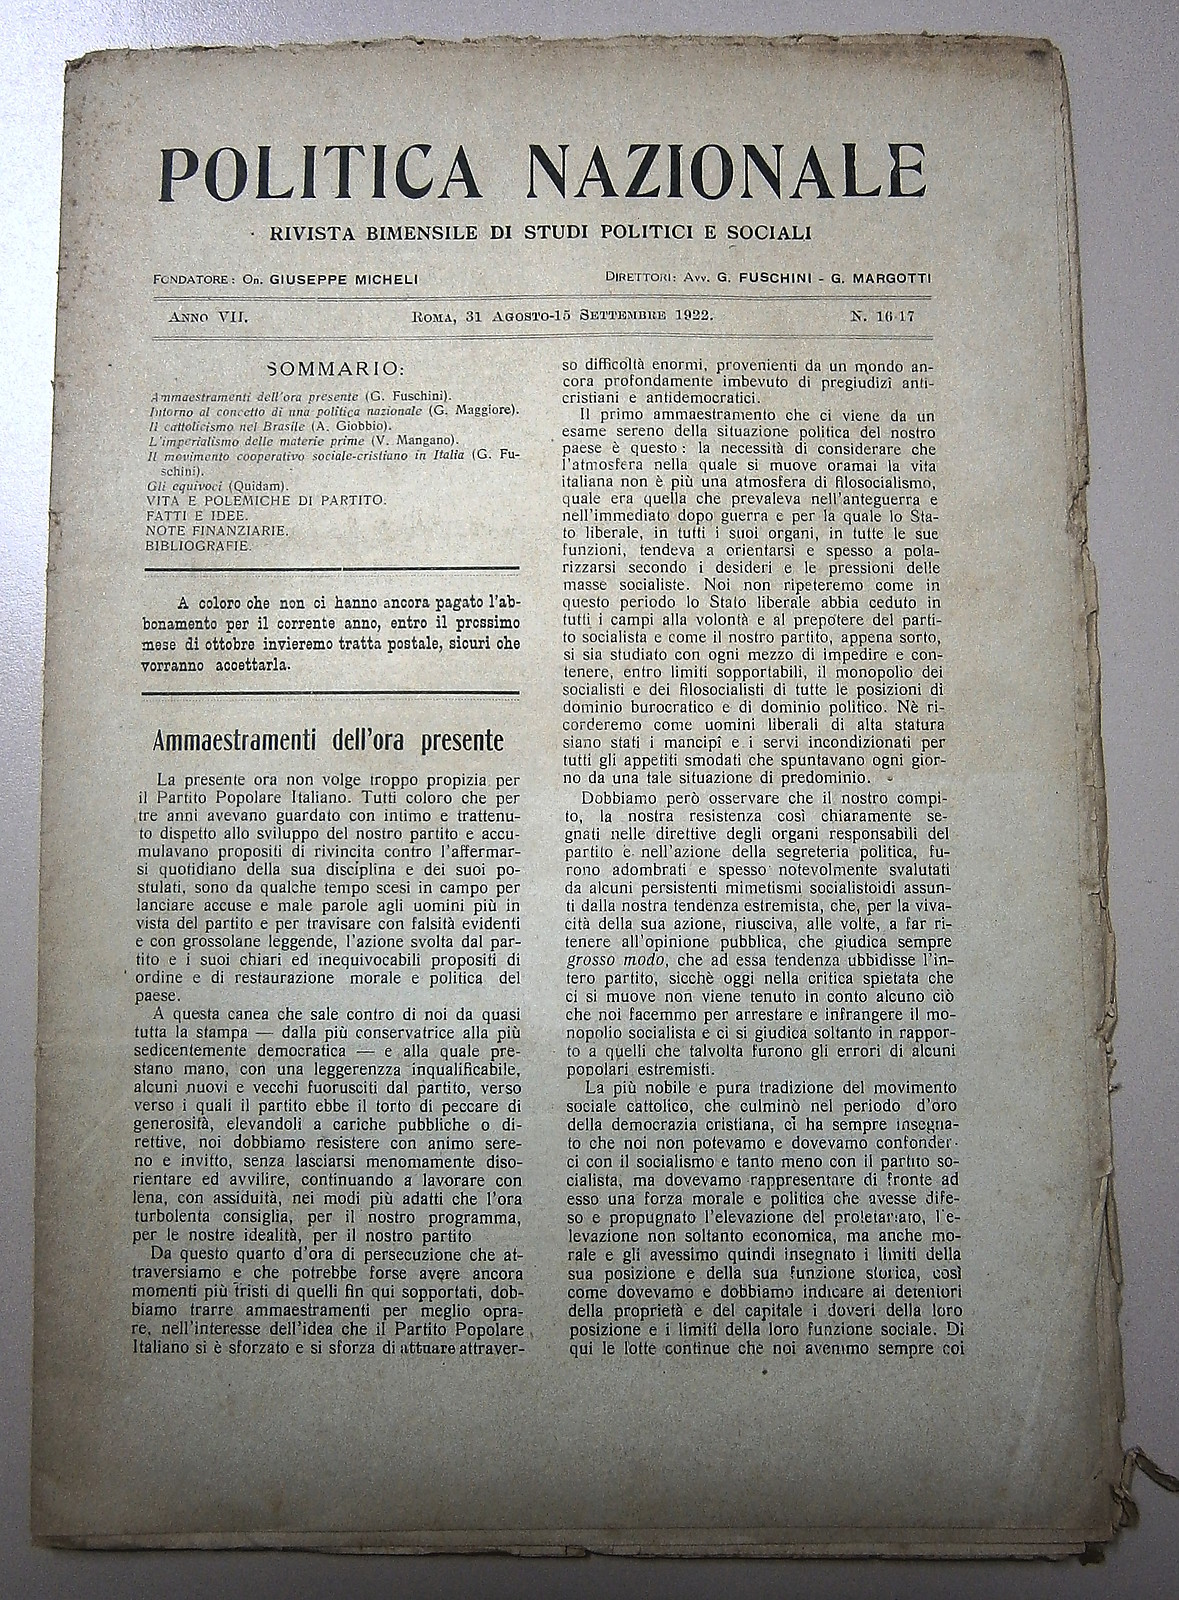 POLITICA NAZIONALE
RIVISTA BIMENSILE DI STUDI POLITICI E SOCIALI
FONDATORE: On. GIUSEPPE MICHELI
DIRETTORI: Avv. G. FUSCHINI - G. MARGOTTI
ANNO VII.
ROMA, 31 AGOSTO-15 SETTEMBRE 1922.
N. 16-17
SOMMARIO:
Ammaestramenti dell'ora presente (G. Fuschini).
Intorno al concetto di una politica nazionale (G. Maggiore).
Il cattolicismo nel Brasile (A. Giobbio).
L'imperialismo delle materie prime (V. Mangano).
Il movimento cooperativo sociale-cristiano in Italia (G. Fu-
schini).
Gli equivoci (Quidam).
VITA E POLEMICHE DI PARTITO.
FATTI E IDEE.
NOTE FINANZIARIE.
BIBLIOGRAFIE.
A coloro che non ci hanno ancora pagato l'ab-
bonamento per il corrente anno, entro il prossimo
mese di ottobre invieremo tratta postale, sicuri che
vorranno accettarla.
Ammaestramenti dell'ora presente
La presente ora non volge troppo propizia per
il Partito Popolare Italiano. Tutti coloro che per
tre anni avevano guardato con intimo e trattenu-
to dispetto allo sviluppo del nostro partito e accu-
mulavano propositi di rivincita contro l'affermar-
si quotidiano della sua disciplina e dei suoi po-
stulati, sono da qualche tempo scesi in campo per
lanciare accuse e male parole agli uomini più in
vista del partito e per travisare con falsità evidenti
e con grossolane leggende, l'azione svolta dal par-
tito e i suoi chiari ed inequivocabili propositi di
ordine e di restaurazione morale e politica del
paese.
A questa canea che sale contro di noi da quasi
tutta la stampa — dalla più conservatrice alla più
sedicentemente democratica — e alla quale pre-
stano mano, con una leggerenzza inqualificabile,
alcuni nuovi e vecchi fuorusciti dal partito, verso
verso i quali il partito ebbe il torto di peccare di
generosità, elevandoli a cariche pubbliche o di-
rettive, noi dobbiamo resistere con animo sere-
no e invitto, senza lasciarsi menomamente diso-
rientare ed avvilire, continuando a lavorare con
lena, con assiduità, nei modi più adatti che l'ora
turbolenta consiglia, per il nostro programma,
per le nostre idealità, per il nostro partito
Da questo quarto d'ora di persecuzione che at-
traversiamo e che potrebbe forse avere ancora
momenti più tristi di quelli fin qui sopportati, dob-
biamo trarre ammaestramenti per meglio opra-
re, nell'interesse dell'idea che il Partito Popolare
Italiano si è sforzato e si sforza di attuare attraver-
so difficoltà enormi, provenienti da un mondo an-
cora profondamente imbevuto di pregiudizi anti-
cristiani e antidemocratici.
Il primo ammaestramento che ci viene da un
esame sereno della situazione politica del nostro
paese è questo: la necessità di considerare che
l'atmosfera nella quale si muove oramai la vita
italiana non è più una atmosfera di filosocialismo,
quale era quella che prevaleva nell'anteguerra e
nell'immediato dopo guerra e per la quale lo Sta-
to liberale, in tutti i suoi organi, in tutte le sue
funzioni, tendeva a orientarsi e spesso a pola-
rizzarsi secondo i desideri e le pressioni delle
masse socialiste. Noi non ripeteremo come in
questo periodo lo Stato liberale abbia ceduto in
tutti i campi alla volontà e al prepotere del parti-
to socialista e come il nostro partito, appena sorto,
si sia studiato con ogni mezzo di impedire e con-
tenere, entro limiti sopportabili, il monopolio dei
socialisti e dei filosocialisti di tutte le posizioni di
dominio burocratico e di dominio politico. Nè ri-
corderemo come uomini liberali di alta statura
siano stati i mancipi e i servi incondizionati per
tutti gli appetiti smodati che spuntavano ogni gior-
no da una tale situazione di predominio.
Dobbiamo però osservare che il nostro compi-
to, la nostra resistenza così chiaramente se-
gnati nelle direttive degli organi responsabili del
partito e nell'azione della segreteria politica, fu-
rono adombrati e spesso notevolmente svalutati
da alcuni persistenti mimetismi socialistoidi assun-
ti dalla nostra tendenza estremista, che, per la viva-
cità della sua azione, riusciva, alle volte, a far ri-
tenere all'opinione pubblica, che giudica sempre
grosso modo, che ad essa tendenza ubbidisse l'in-
tero partito, sicchè oggi nella critica spietata che
ci si muove non viene tenuto in conto alcuno ciò
che noi facemmo per arrestare e infrangere il mo-
nopolio socialista e ci si giudica soltanto in rappor-
to a quelli che talvolta furono gli errori di alcuni
popolari estremisti.
La più nobile e pura tradizione del movimento
sociale cattolico, che culminò nel periodo d'oro
della democrazia cristiana, ci ha sempre insegna-
to che noi non potevamo e dovevamo confonder-
ci con il socialismo e tanto meno con il partito so-
cialista, ma dovevamo rappresentare di fronte ad
esso una forza morale e politica che avesse dife-
so e propugnato l'elevazione del proletariato, l'e-
levazione non soltanto economica, ma anche mo-
rale e gli avessimo quindi insegnato i limiti della
sua posizione e della sua funzione storica, così
come dovevamo e dobbiamo indicare ai detentori
della proprietà e del capitale i doveri della loro
posizione e i limiti della loro funzione sociale. Di
qui le lotte continue che noi avemmo sempre coi